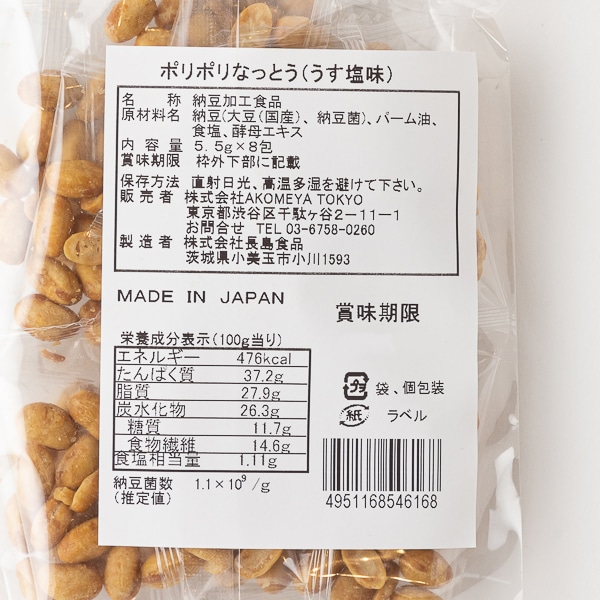 ポリポリなっとう(うす塩味)
名　　称　納豆加工食品
原材料名　納豆(大豆(国産)、納豆菌)、パーム油、
食塩、酵母エキス
内 容 量　5.5g×8包
賞味期限　枠外下部に記載
保存方法　直射日光、高温多湿を避けて下さい。
販 売 者　株式会社AKOMEYA TOKYO
東京都渋谷区千駄ヶ谷2-11-1
お問合せ　TEL 03-6758-0260
製 造 者　株式会社長島食品
茨城県小美玉市小川1593
MADE IN JAPAN
賞味期限
栄養成分表示(100g当り)
エネルギー　476kcal
たんぱく質　37.2g
脂質　27.9g
炭水化物　26.3g
糖質　11.7g
食物繊維　14.6g
食塩相当量　1.11g
納豆菌数　1.1×10⁹/g
(推定値)
プラ 袋、個包装
紙 ラベル
4951168546168